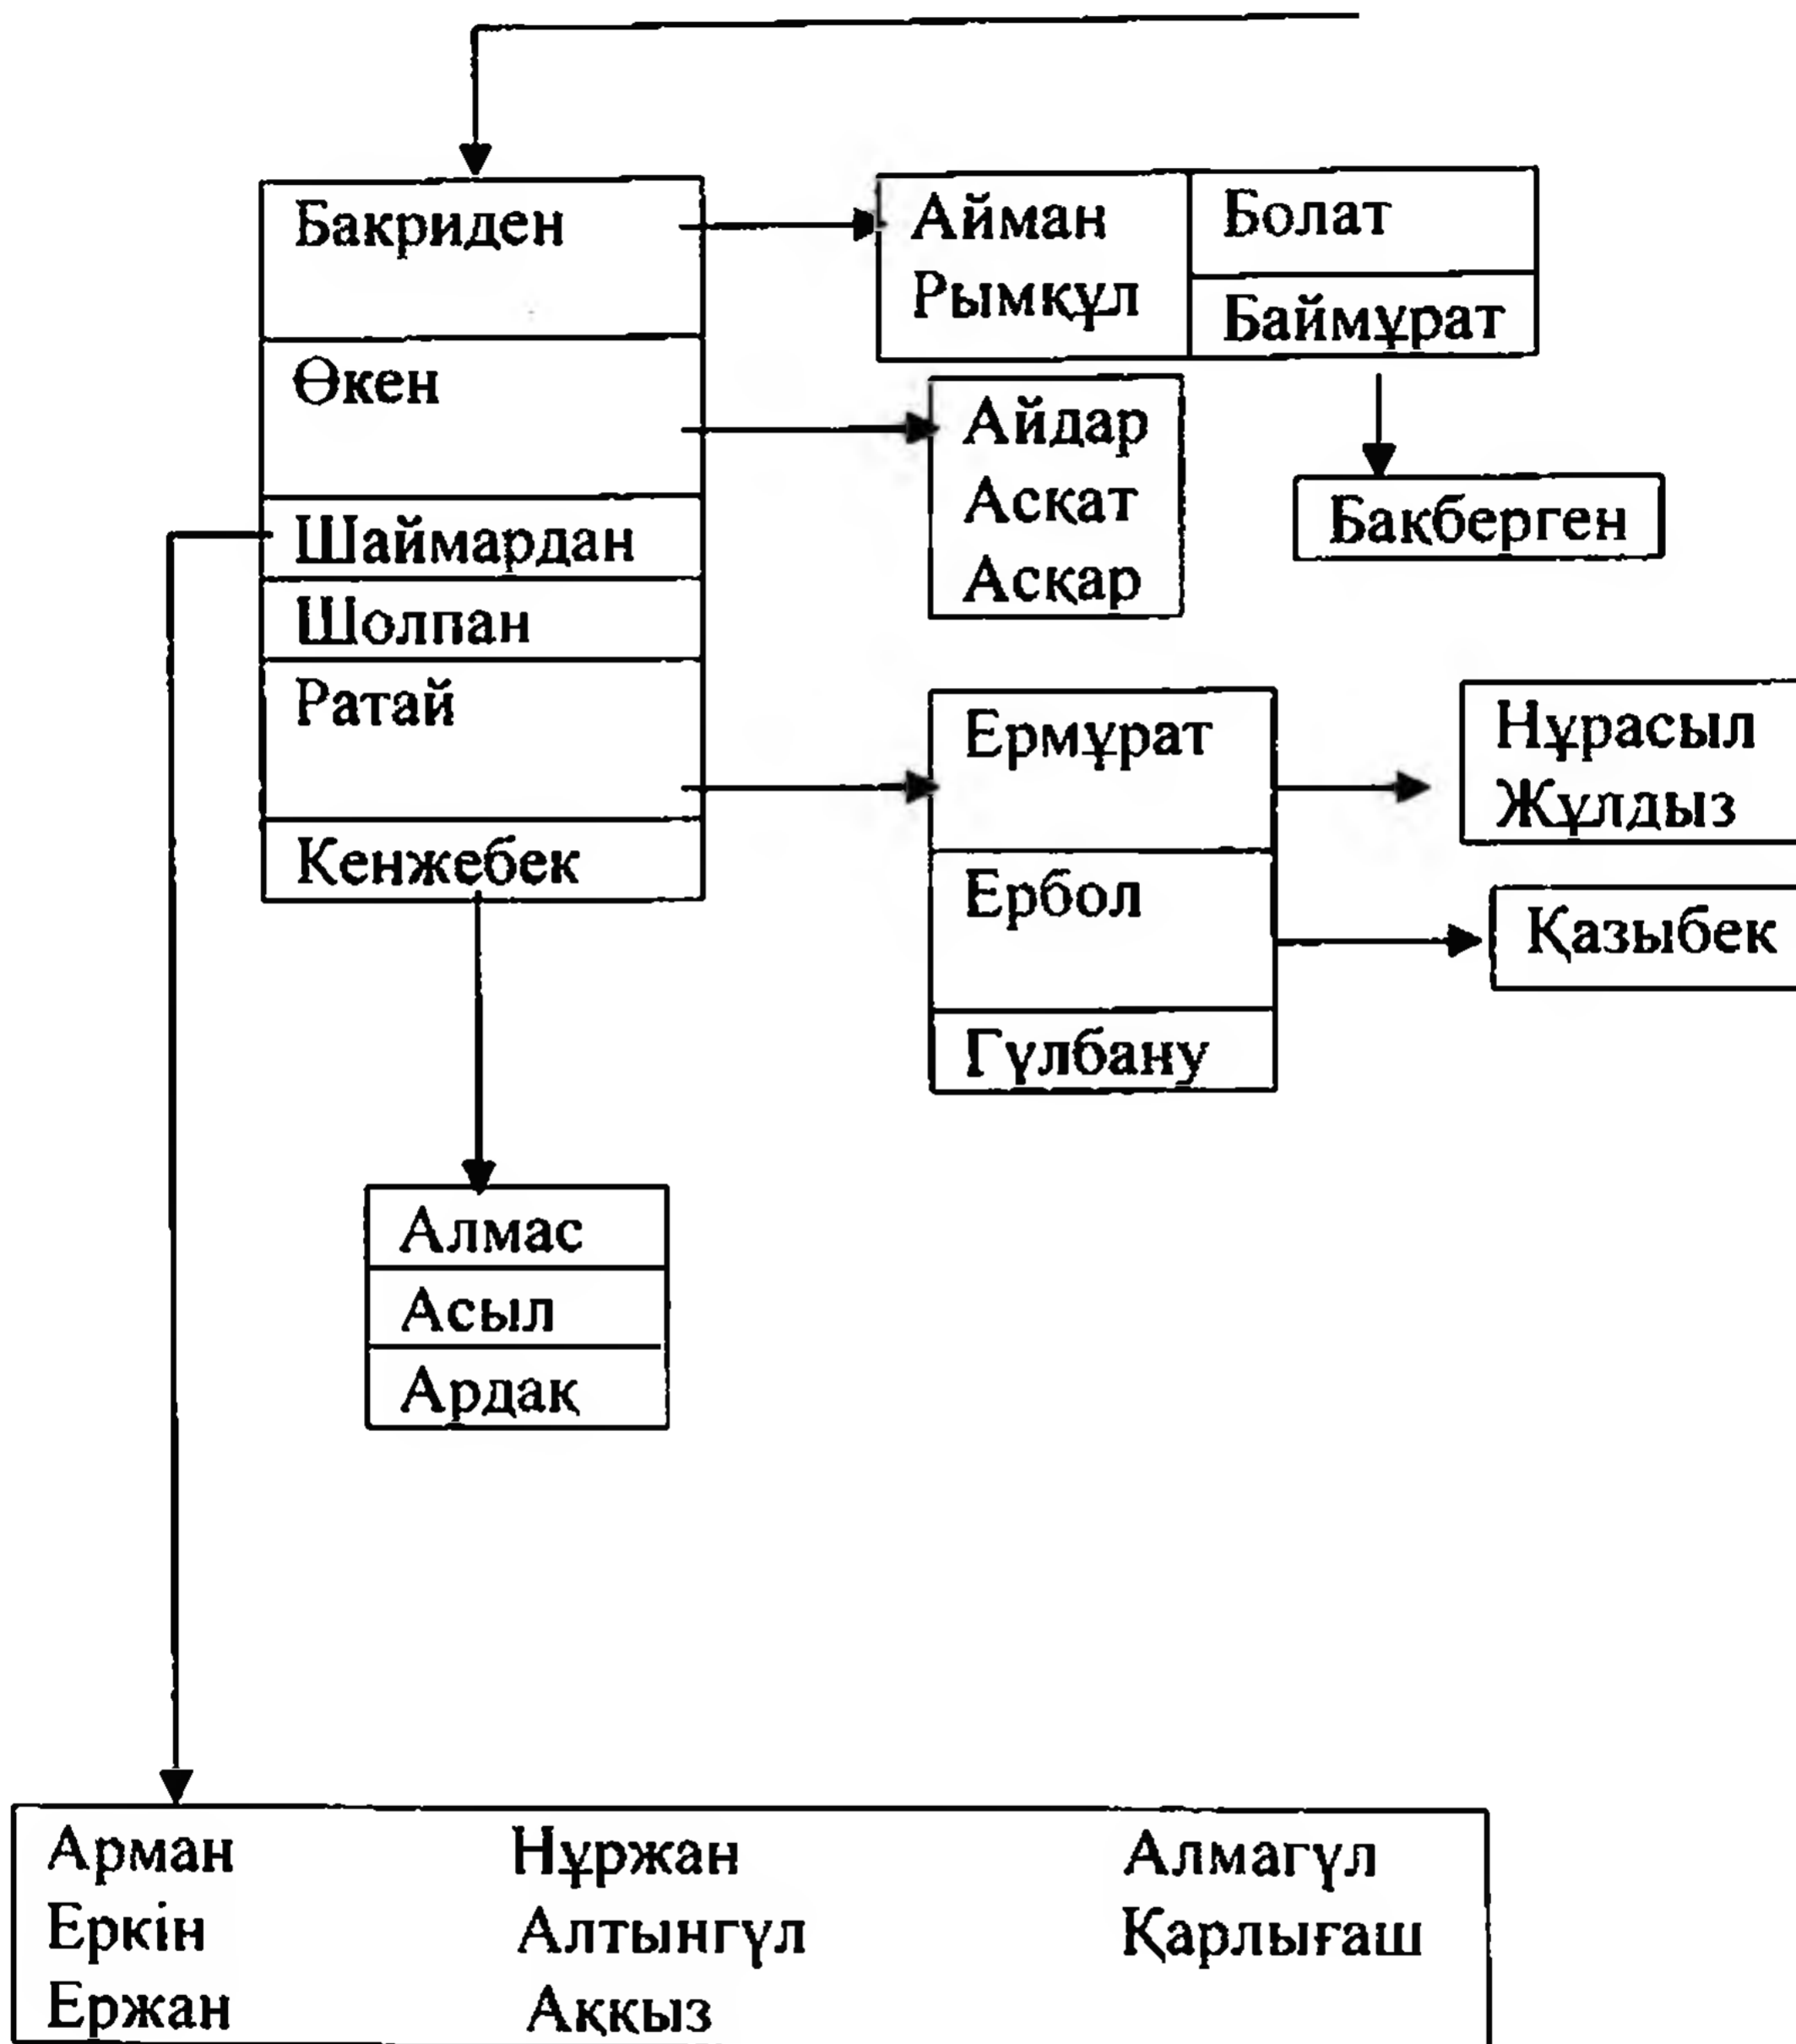 Бакриден
Айман
Рымқұл
Болат
Баймұрат
Өкен
Айдар
Асқат
Асқар
Бақберген
Шаймардан
Шолпан
Ратай
Ермұрат
Нұрасыл
Жұлдыз
Кенжебек
Ербол
Қазыбек
Гүлбану
Алмас
Асыл
Ардақ
Арман Нұржан Алмагүл
Еркін Алтынгүл Қарлығаш
Ержан Аққыз